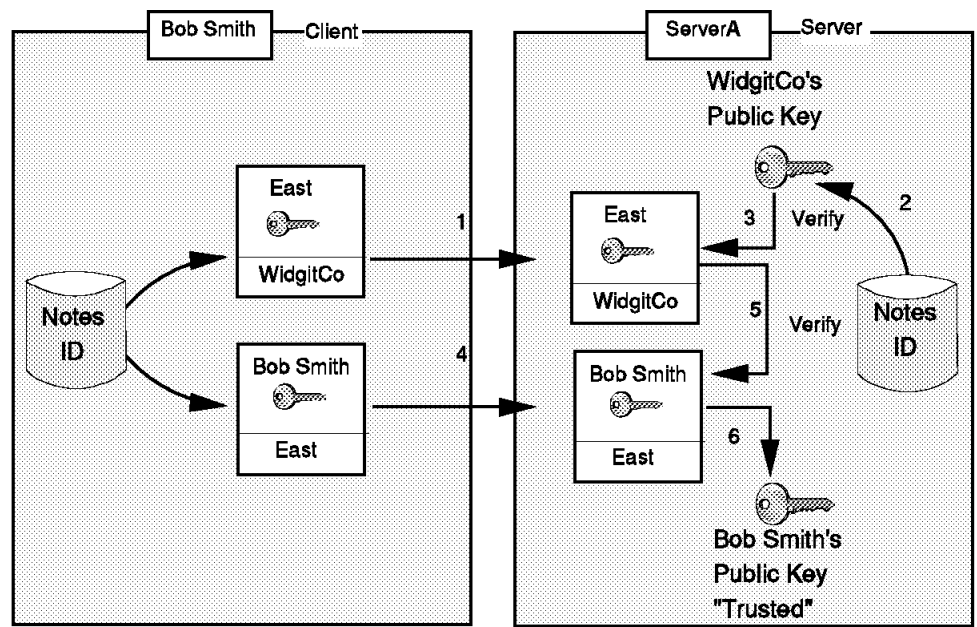 Bob Smith
Client
ServerA
Server
WidgitCo's
Public Key
East
WidgitCo
1
Notes
ID
Bob Smith
East
4
East
WidgitCo
3
Verify
2
5
Verify
Notes
ID
Bob Smith
East
6
Bob Smith's
Public Key
"Trusted"